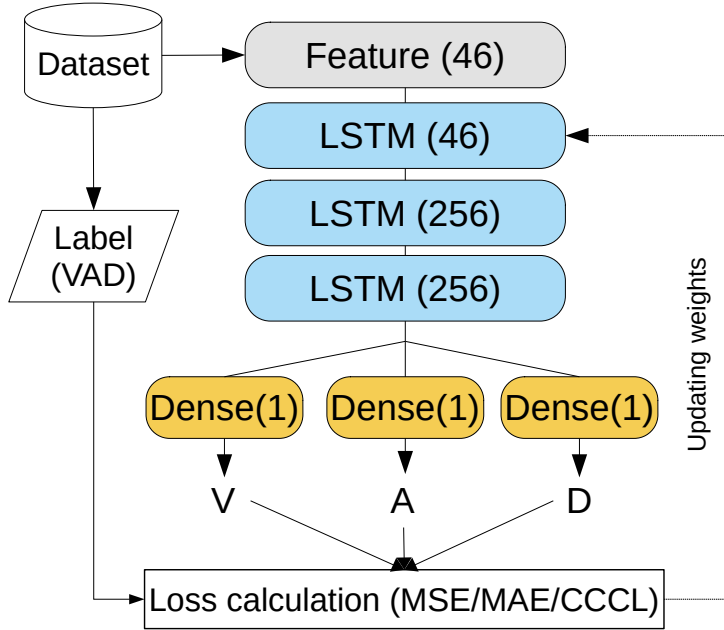 Dataset
Feature (46)
LSTM (46)
LSTM (256)
LSTM (256)
Label
(VAD)
Updating weights
Dense(1)
Dense(1)
Dense(1)
V
A
D
Loss calculation (MSE/MAE/CCCL)